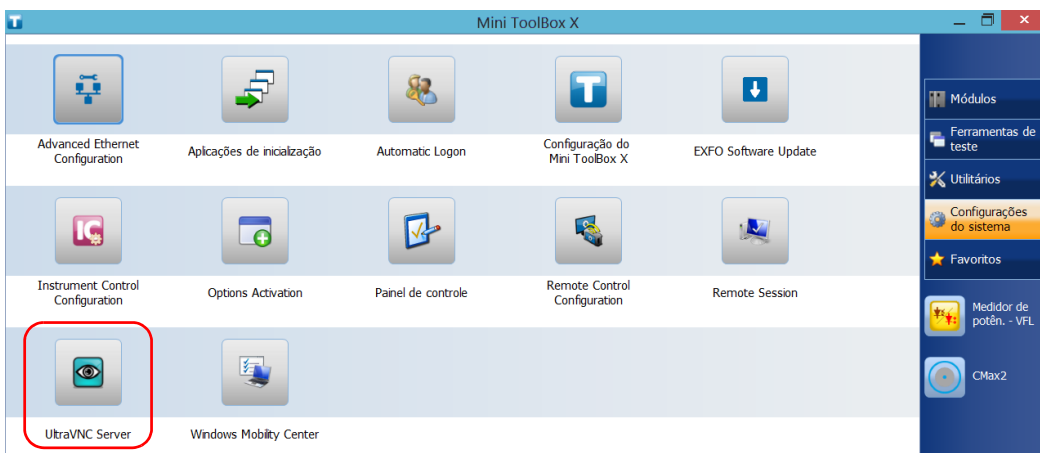 Mini ToolBox X
Advanced Ethernet
Configuration
Aplicações de inicialização
Automatic Logon
Configuração do
Mini ToolBox X
EXFO Software Update
Instrument Control
Configuration
Options Activation
Painel de controle
Remote Control
Configuration
Remote Session
UltraVNC Server
Windows Mobility Center
Módulos
Ferramentas de
teste
Utilitários
Configurações
do sistema
Favoritos
Medidor de
potên. - VFL
CMax2